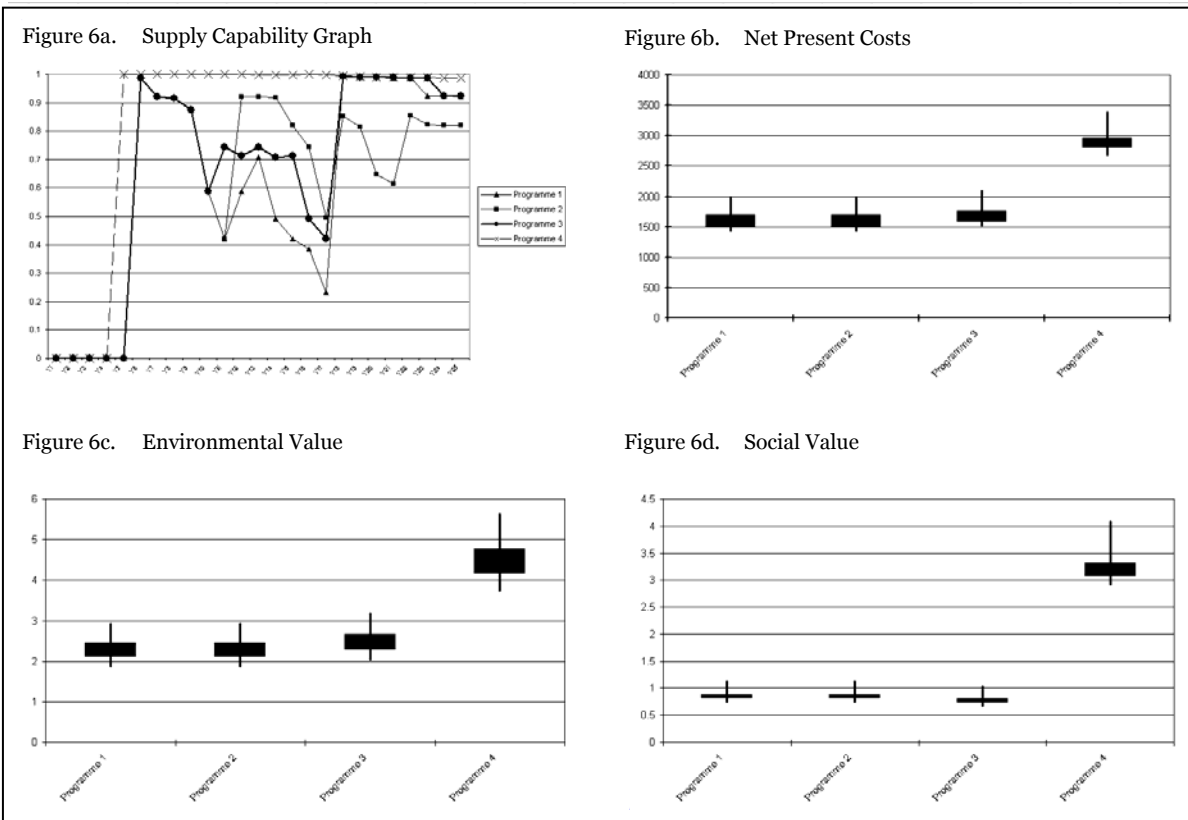 Figure 6a. Supply Capability Graph
1
0.9
0.8
0.7
0.6
0.5
0.4
0.3
0.2
0.1
0
Programme 1
Programme 2
Programme 3
Programme 4
Figure 6b. Net Present Costs
4000
3500
3000
2500
2000
1500
1000
500
0
Programme 1
Programme 2
Programme 3
Programme 4
Figure 6c. Environmental Value
6
5
4
3
2
1
0
Programme 1
Programme 2
Programme 3
Programme 4
Figure 6d. Social Value
4.5
4
3.5
3
2.5
2
1.5
1
0.5
0
Programme 1
Programme 2
Programme 3
Programme 4